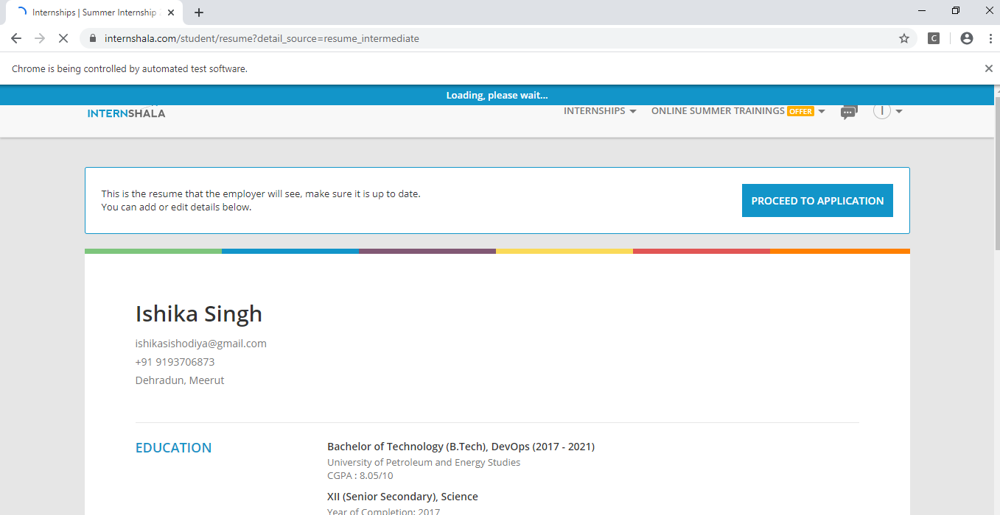 Internships | Summer Internship
internshala.com/student/resume?detail_source=resume_intermediate
C
Chrome is being controlled by automated test software.
Loading, please wait...
INTERNSHALA
INTERNSHIPS
ONLINE SUMMER TRAININGS OFFER
I
This is the resume that the employer will see, make sure it is up to date.
You can add or edit details below.
PROCEED TO APPLICATION
Ishika Singh
ishikasishodiya@gmail.com
+91 9193706873
Dehradun, Meerut
EDUCATION
Bachelor of Technology (B.Tech), DevOps (2017 - 2021)
University of Petroleum and Energy Studies
CGPA : 8.05/10
XII (Senior Secondary), Science
Year of Completion: 2017